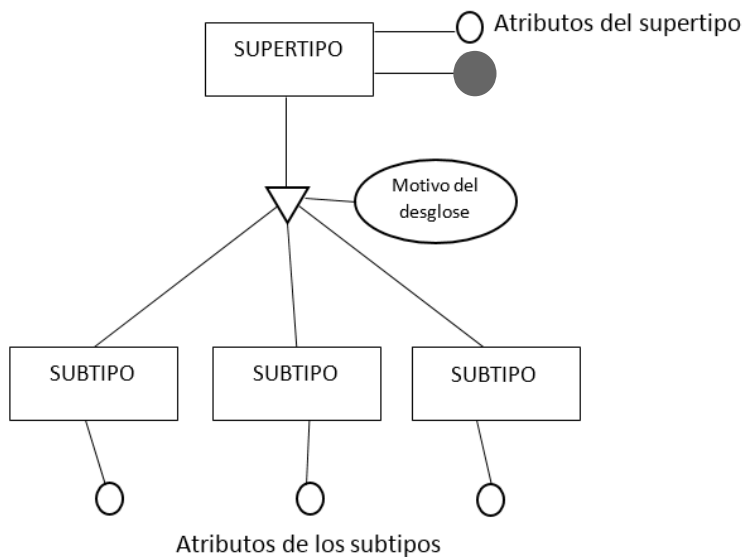 Atributos del supertipo
SUPERTIPO
Motivo del
desglose
SUBTIPO
SUBTIPO
SUBTIPO
Atributos de los subtipos